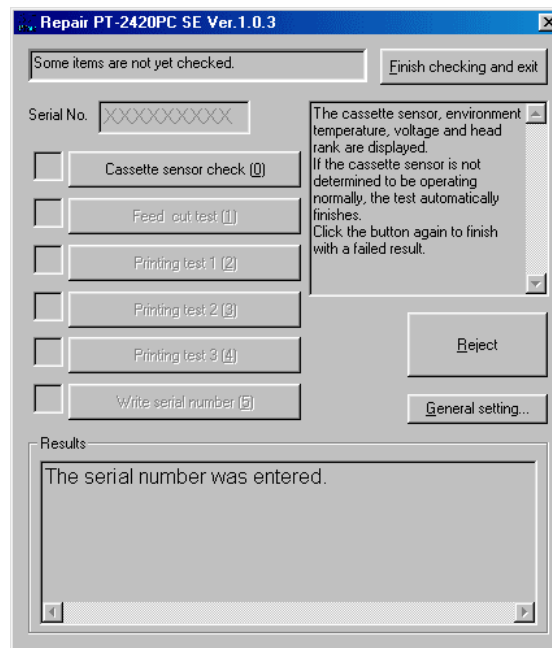 Repair PT-2420PC SE Ver.1.0.3
Some items are not yet checked.
Finish checking and exit
Serial No.
XXXXXXXXXX
Cassette sensor check (0)
Feed cut test (1)
Printing test 1 (2)
Printing test 2 (3)
Printing test 3 (4)
Write serial number (5)
The cassette sensor, environment
temperature, voltage and head
rank are displayed.
If the cassette sensor is not
determined to be operating
normally, the test automatically
finishes.
Click the button again to finish
with a failed result.
Reject
General setting...
Results
The serial number was entered.